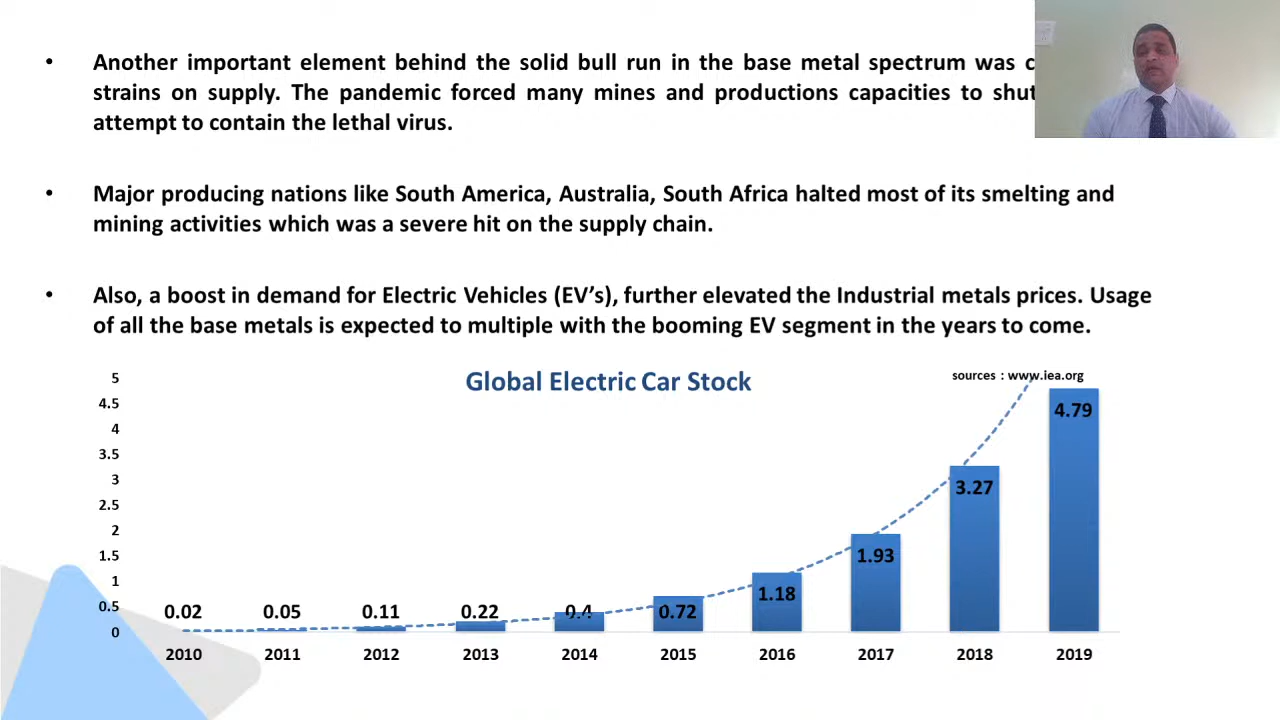 • Another important element behind the solid bull run in the base metal spectrum was
strains on supply. The pandemic forced many mines and productions capacities to
attempt to contain the lethal virus.
• Major producing nations like South America, Australia, South Africa halted most of its smelting and
mining activities which was a severe hit on the supply chain.
• Also, a boost in demand for Electric Vehicles (EV’s), further elevated the Industrial metals prices. Usage
of all the base metals is expected to multiple with the booming EV segment in the years to come.
Global Electric Car Stock
sources : www.iea.org
5
4.5
4
3.5
3
2.5
2
1.5
1
0.5
0
0.02 0.05 0.11 0.22 0.4 0.72 1.18 1.93 3.27 4.79
2010 2011 2012 2013 2014 2015 2016 2017 2018 2019